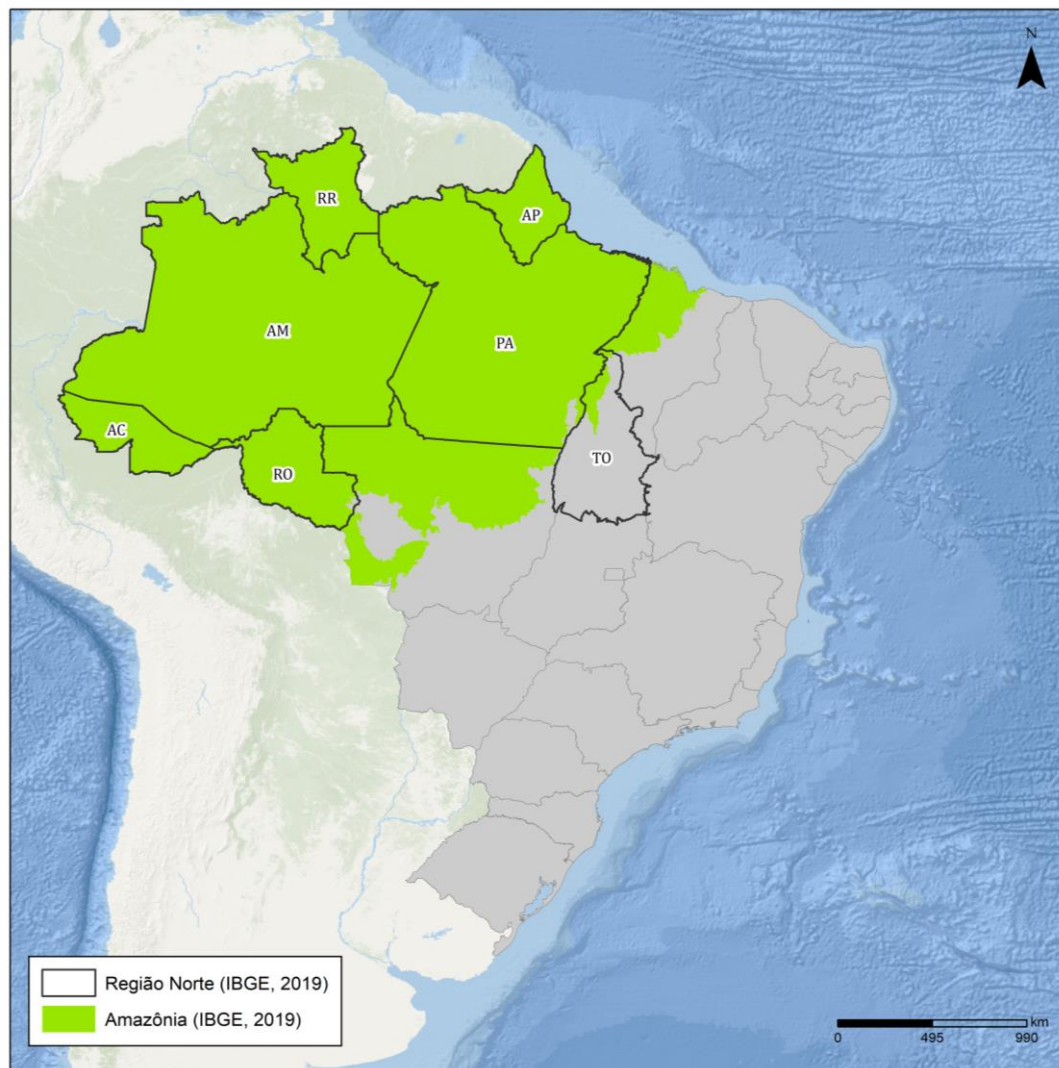 N
RR
AP
AM
PA
AC
RO
TO
Região Norte (IBGE, 2019)
Amazônia (IBGE, 2019)
km
0 495 990